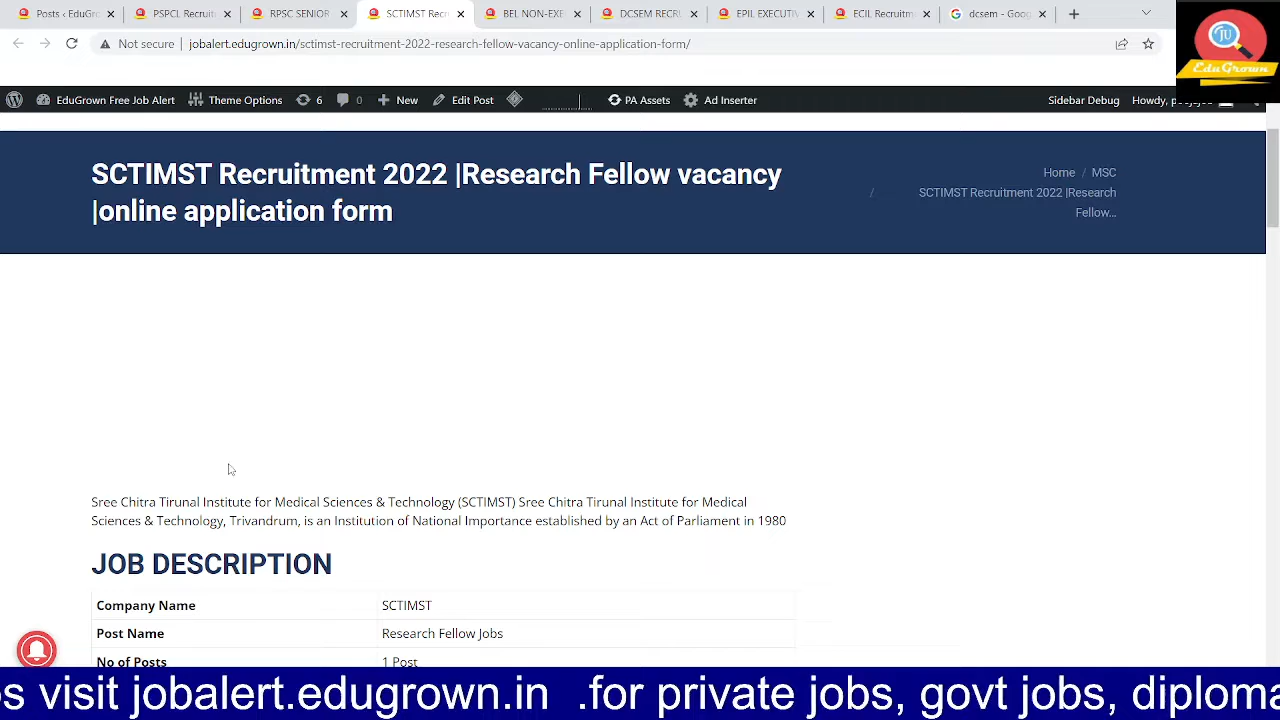 Posts - EduGro
PSPCL Recruit
RPSC SENIOR
SCTIMST Rec
DCSEM RECRU
EPIL EXECUTIV
ECIL Recruitm
dcsem - Goog
Not secure
jobalert.edugrown.in/sctimst-recruitment-2022-research-fellow-vacancy-online-application-form/
JU
EduGrown
EduGrown Free Job Alert
Theme Options
6
0
New
Edit Post
PA Assets
Ad Inserter
Sidebar Debug
Howdy,
SCTIMST Recruitment 2022 |Research Fellow vacancy
|online application form
Home / MSC
/ SCTIMST Recruitment 2022 |Research
Fellow...
Sree Chitra Tirunal Institute for Medical Sciences & Technology (SCTIMST) Sree Chitra Tirunal Institute for Medical
Sciences & Technology, Trivandrum, is an Institution of National Importance established by an Act of Parliament in 1980
JOB DESCRIPTION
Company Name SCTIMST
Post Name Research Fellow Jobs
No of Posts 1 Post
os visit jobalert.edugrown.in .for private jobs, govt jobs, diploma